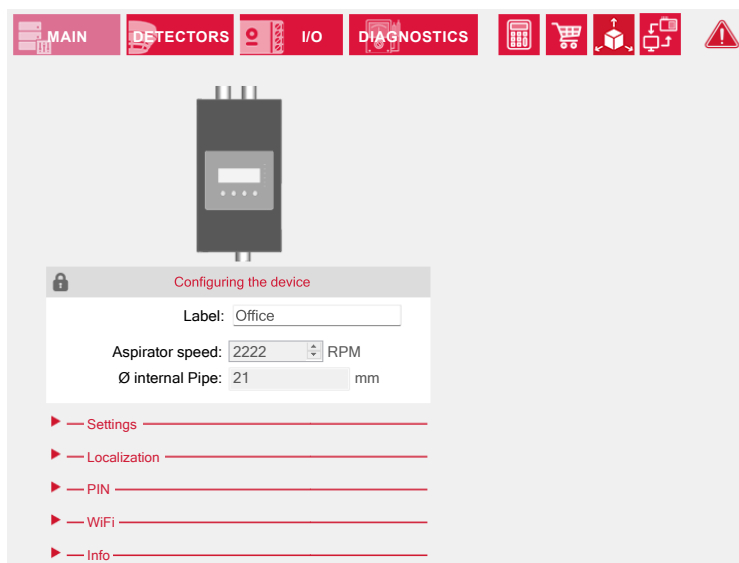 MAIN DETECTORS I/O DIAGNOSTICS
Configuring the device
Label: Office
Aspirator speed: 2222 RPM
Ø internal Pipe: 21 mm
Settings
Localization
PIN
WiFi
Info